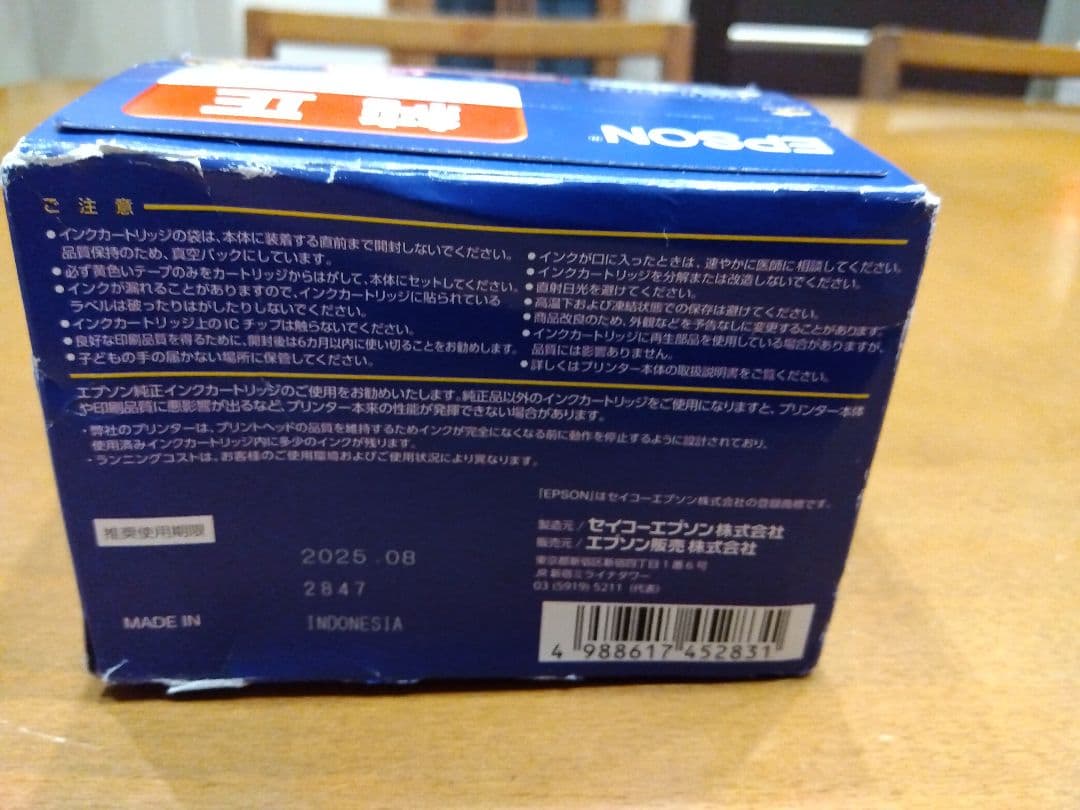 純正
EPSON®
ご注意
●インクカートリッジの袋は、本体に装着する直前まで開封しないでください。
品質保持のため、真空パックにしています。
●必ず黄色いテープのみをカートリッジからはがして、本体にセットしてください。
●インクが漏れることがありますので、インクカートリッジに貼られている
ラベルは破ったりはがしたりしないでください。
●インクカートリッジ上のICチップは触らないでください。
●良好な印刷品質を得るために、開封後は6カ月以内に使い切ることをお勧めします。
●子どもの手の届かない場所に保管してください。
●インクが口に入ったときは、速やかに医師に相談してください。
●インクカートリッジを分解または改造しないでください。
●直射日光を避けてください。
●高温下および凍結状態での保存は避けてください。
●商品改良のため、外観などを予告なしに変更することがあります。
●インクカートリッジに再生部品を使用している場合がありますが、
品質には影響ありません。
●詳しくはプリンター本体の取扱説明書をご覧ください。
エプソン純正インクカートリッジのご使用をお勧めいたします。純正品以外のインクカートリッジをご使用になりますと、プリンター本体
や印刷品質に悪影響が出るなど、プリンター本来の性能が発揮できない場合があります。
・弊社のプリンターは、プリントヘッドの品質を維持するためインクが完全になくなる前に動作を停止するように設計されており、
使用済みインクカートリッジ内に多少のインクが残ります。
・ランニングコストは、お客様のご使用環境およびご使用状況により異なります。
「EPSON」はセイコーエプソン株式会社の登録商標です。
製造元/セイコーエプソン株式会社
販売元/エプソン販売株式会社
東京都新宿区新宿四丁目1番6号
JR新宿ミライナタワー
03 (5919) 5211 (代表)
推奨使用期限
2025.08
2847
MADE IN INDONESIA
4 988617 452831